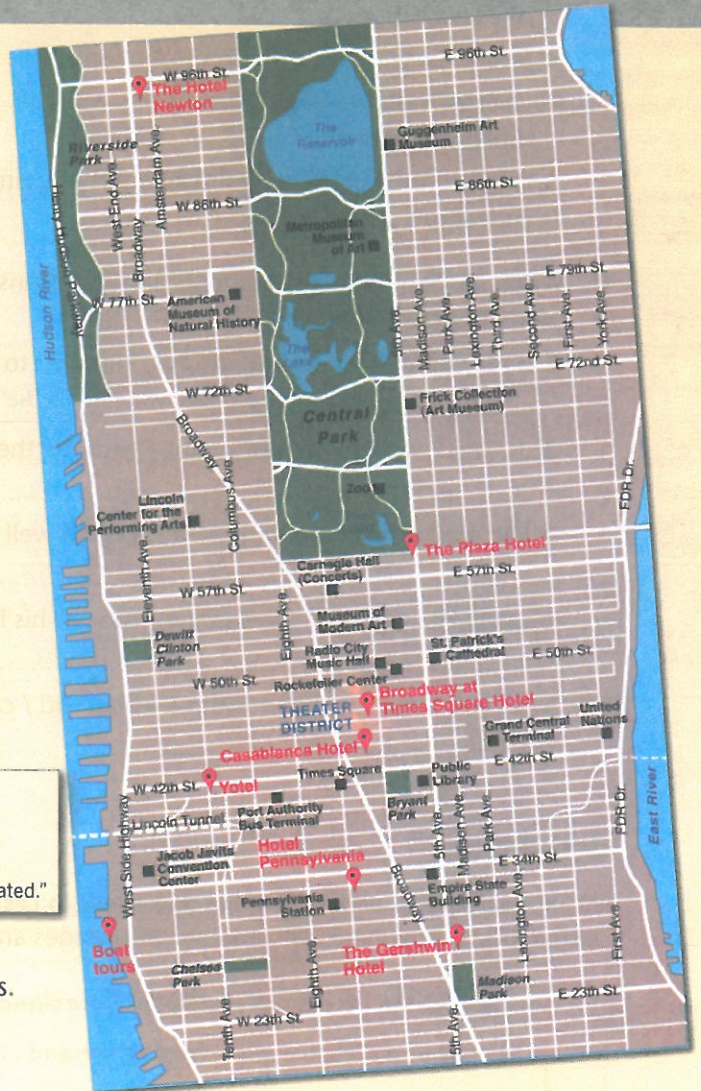 W 96th St.
E 96th St.
The Hotel
Newton
The
Reservoir
Guggenheim Art
Museum
Riverside
Park
West End Ave.
Broadway
Amsterdam Ave.
W 86th St.
E 86th St.
Hudson River
Metropolitan
Museum
of Art
E 79th St.
W 77th St.
American
Museum of
Natural History
5th Ave.
Madison Ave.
Park Ave.
Lexington Ave.
Third Ave.
Second Ave.
First Ave.
York Ave.
The
Lake
E 72nd St.
W 72nd St.
Frick Collection
(Art Museum)
Broadway
Central
Park
Columbus Ave.
Zoo
Lincoln
Center for the
Performing Arts
FDR Dr.
The Plaza Hotel
Eleventh Ave.
Carnegie Hall
(Concerts)
E 57th St.
W 57th St.
Eighth Ave.
Museum of
Modern Art
Dewitt
Clinton
Park
Radio City
Music Hall
St. Patrick's
Cathedral
E 50th St.
W 50th St
Rockefeller Center
Broadway at
Times Square Hotel
THEATER
DISTRICT
Grand Central
Terminal
United
Nations
Casablanca Hotel
E 42th St.
Times Square
Public
Library
W 42th St.
Yotel
Bryant
Park
Port Authority
Bus Terminal
Lincoln Tunnel
5th Ave.
Madison Ave.
Park Ave.
FDR Dr.
East River
West Side Highway
Hotel
Pennsylvania
Broadway
E 34th St.
Jacob Javits
Convention
Center
Empire State
Building
ated."
Pennsylvania
Station
Lexington Ave.
First Ave.
Boat
tours
Eighth Ave.
The Gershwin
Hotel
s.
Chelsea
Park
Madison
Park
Tenth Ave
E 23th St.
W 23th St.
5th Ave.